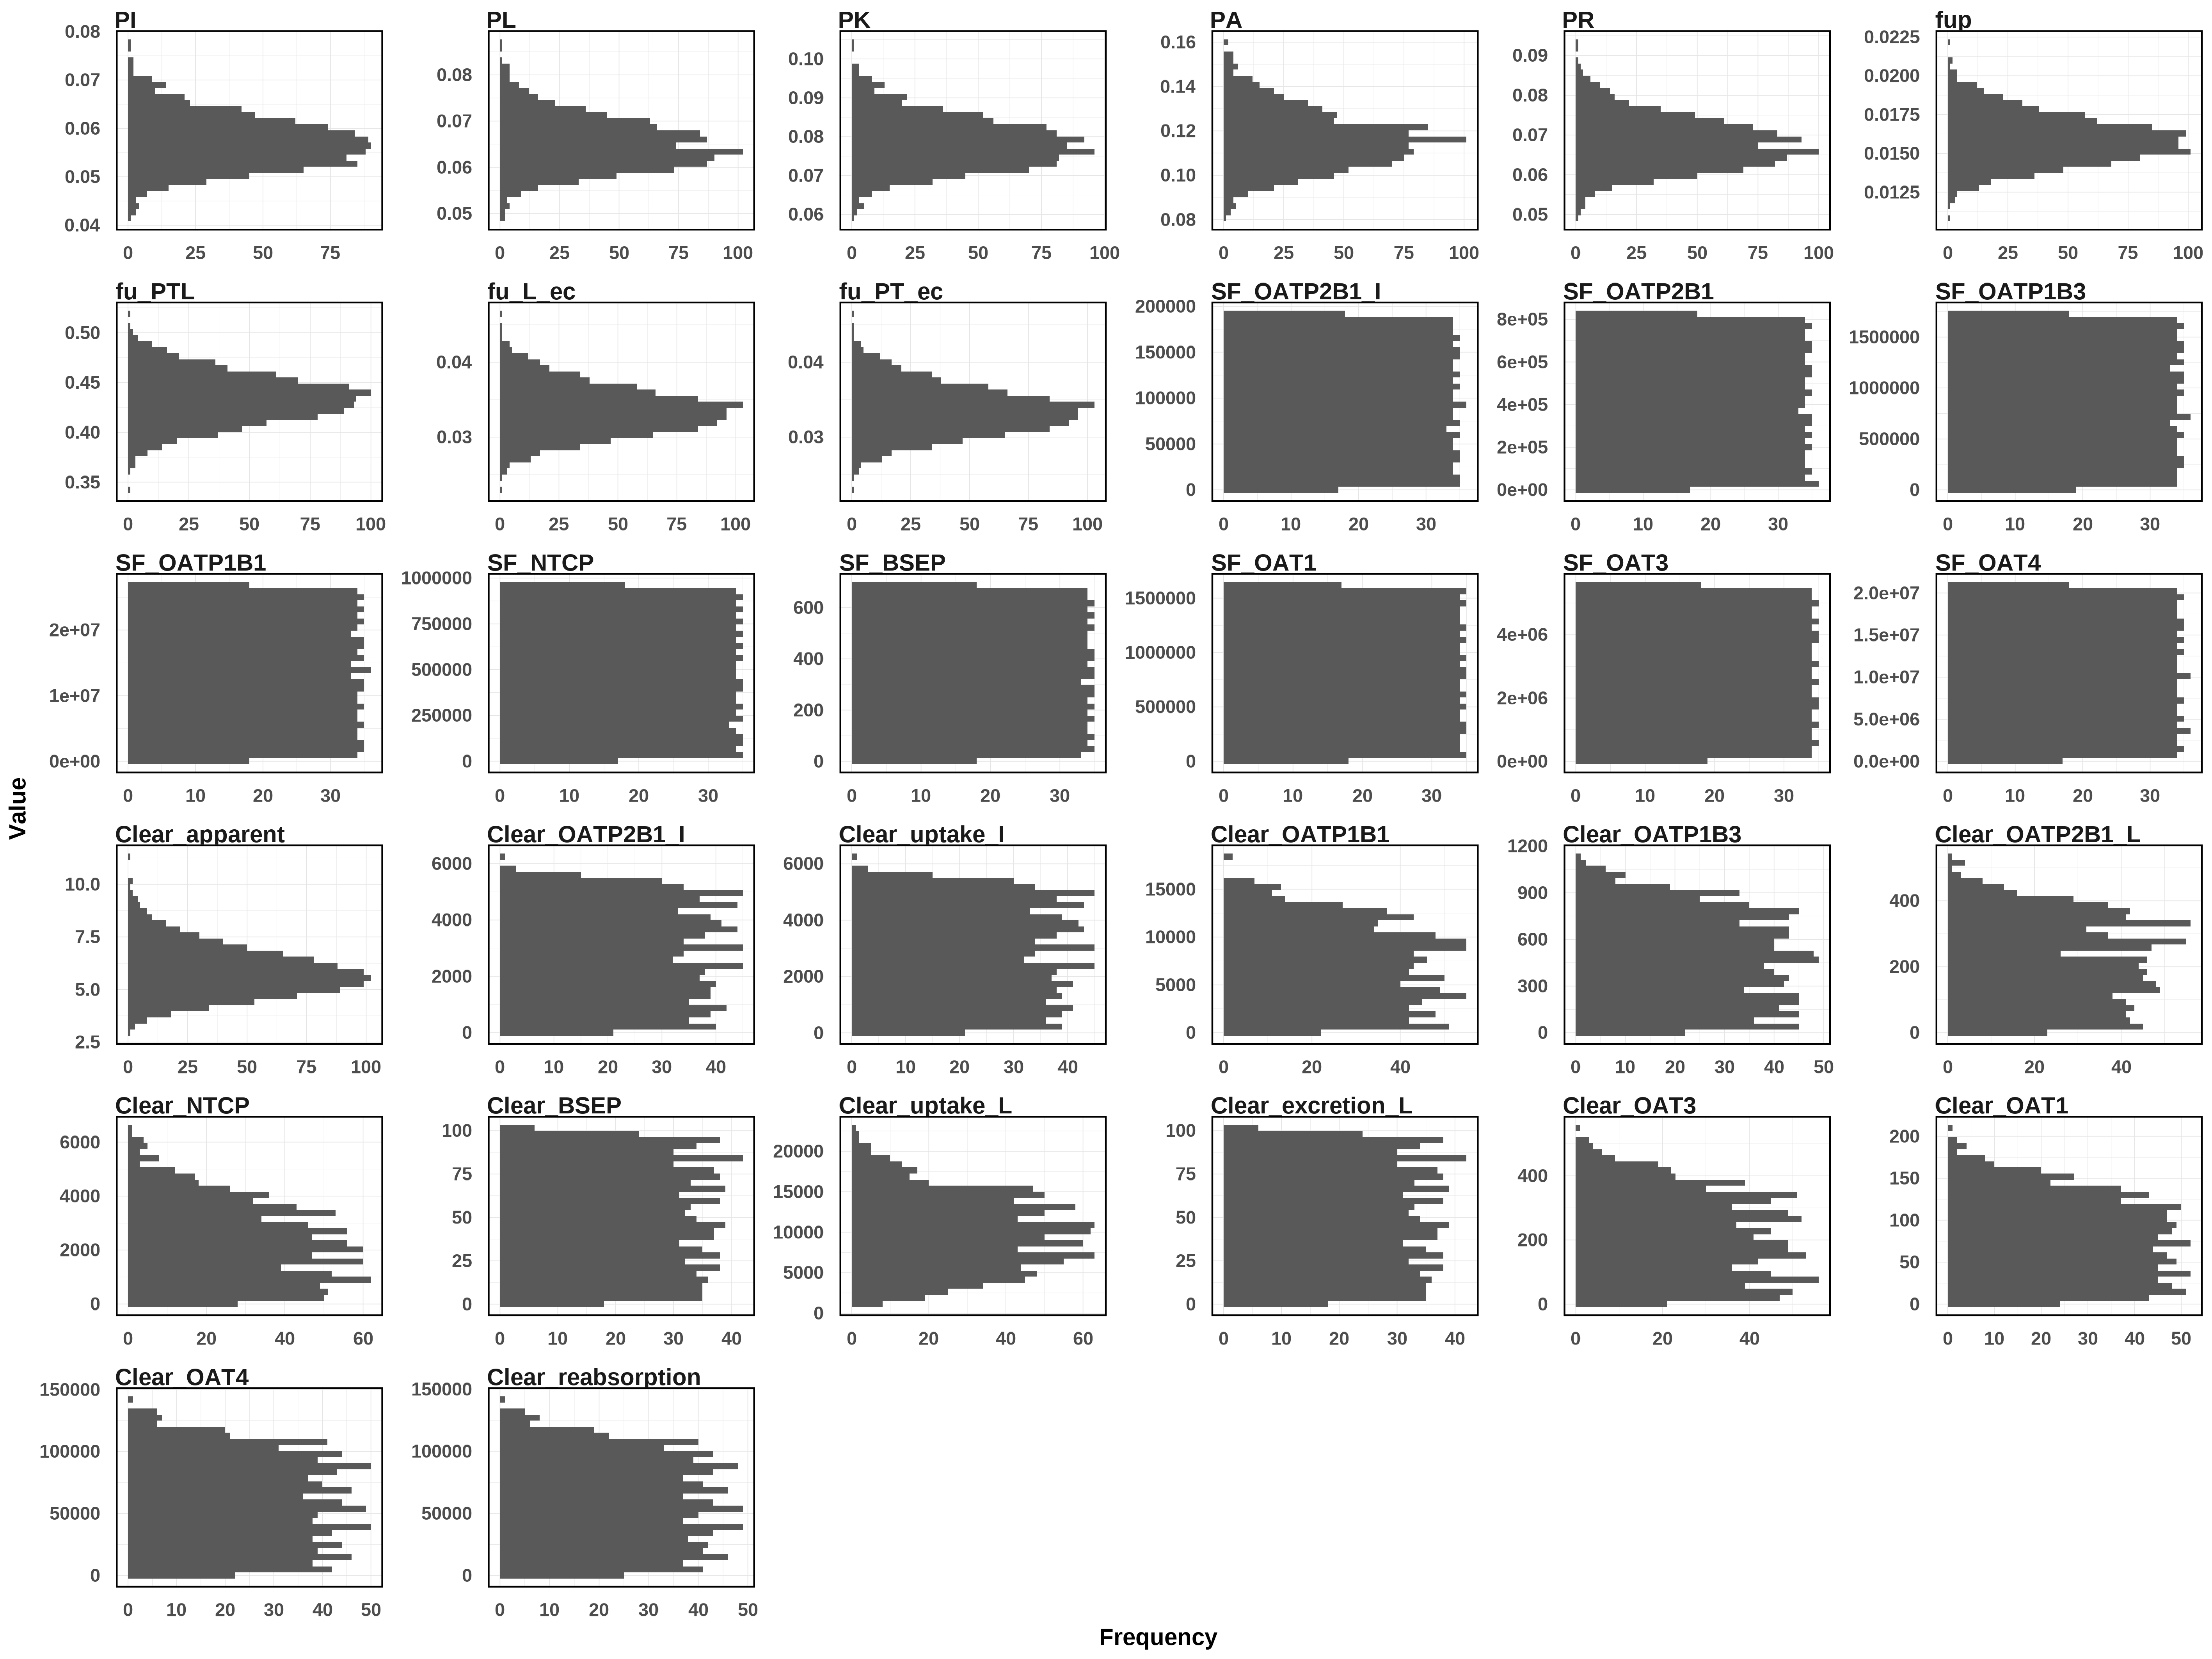 PI PL PK PA PR fup
0.08 0.07 0.06 0.05 0.04
0.08 0.07 0.06 0.05
0.10 0.09 0.08 0.07 0.06
0.16 0.14 0.12 0.10 0.08
0.09 0.08 0.07 0.06 0.05
0.0225 0.0200 0.0175 0.0150 0.0125
0 25 50 75
0 25 50 75 100
0 25 50 75 100
0 25 50 75 100
0 25 50 75 100
0 25 50 75 100
fu_PTL fu_L_ec fu_PT_ec SF_OATP2B1_I SF_OATP2B1 SF_OATP1B3
0.50 0.45 0.40 0.35
0.04 0.03
0.04 0.03
200000 150000 100000 50000 0
8e+05 6e+05 4e+05 2e+05 0e+00
1500000 1000000 500000 0
0 25 50 75 100
0 25 50 75 100
0 25 50 75 100
0 10 20 30
0 10 20 30
0 10 20 30
SF_OATP1B1 SF_NTCP SF_BSEP SF_OAT1 SF_OAT3 SF_OAT4
2e+07 1e+07 0e+00
1000000 750000 500000 250000 0
600 400 200 0
1500000 1000000 500000 0
4e+06 2e+06 0e+00
2.0e+07 1.5e+07 1.0e+07 5.0e+06 0.0e+00
0 10 20 30
0 10 20 30
0 10 20 30
0 10 20 30
0 10 20 30
0 10 20 30
Value
Clear_apparent Clear_OATP2B1_I Clear_uptake_I Clear_OATP1B1 Clear_OATP1B3 Clear_OATP2B1_L
10.0 7.5 5.0 2.5
6000 4000 2000 0
6000 4000 2000 0
15000 10000 5000 0
1200 900 600 300 0
400 200 0
0 25 50 75 100
0 10 20 30 40
0 10 20 30 40
0 20 40
0 10 20 30 40 50
0 20 40
Clear_NTCP Clear_BSEP Clear_uptake_L Clear_excretion_L Clear_OAT3 Clear_OAT1
6000 4000 2000 0
100 75 50 25 0
20000 15000 10000 5000 0
100 75 50 25 0
400 200 0
200 150 100 50 0
0 20 40 60
0 10 20 30 40
0 20 40 60
0 10 20 30 40
0 20 40
0 10 20 30 40 50
Clear_OAT4 Clear_reabsorption
150000 100000 50000 0
150000 100000 50000 0
0 10 20 30 40 50
0 10 20 30 40 50
Frequency